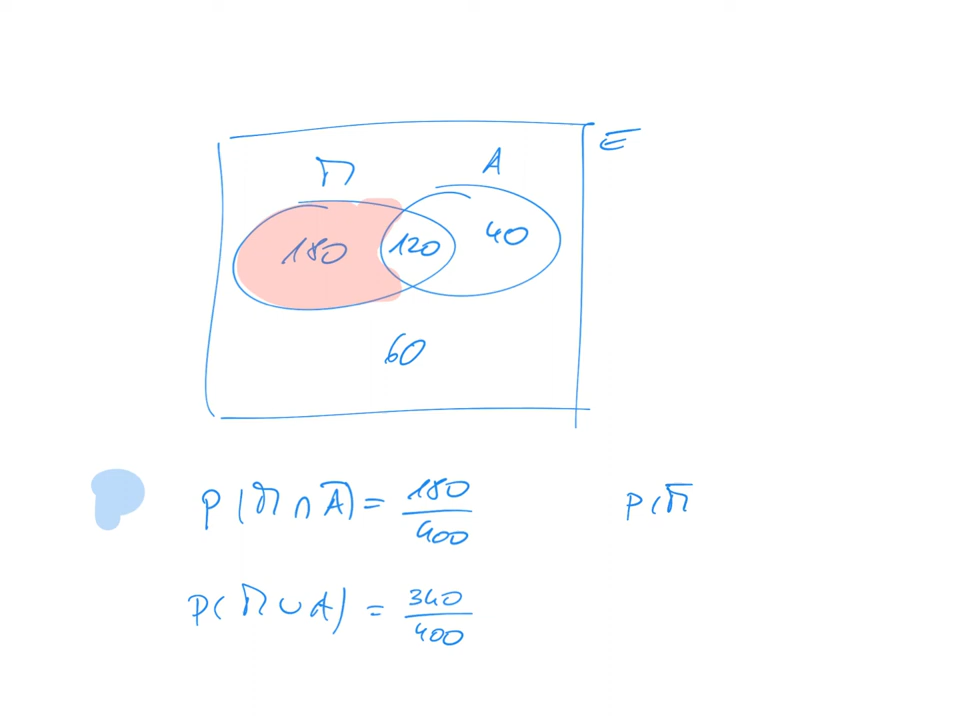 E
M A
180 120 40
60
P(M ∩ A̅) = 180/400 P(M̅
P(M ∪ A) = 340/400